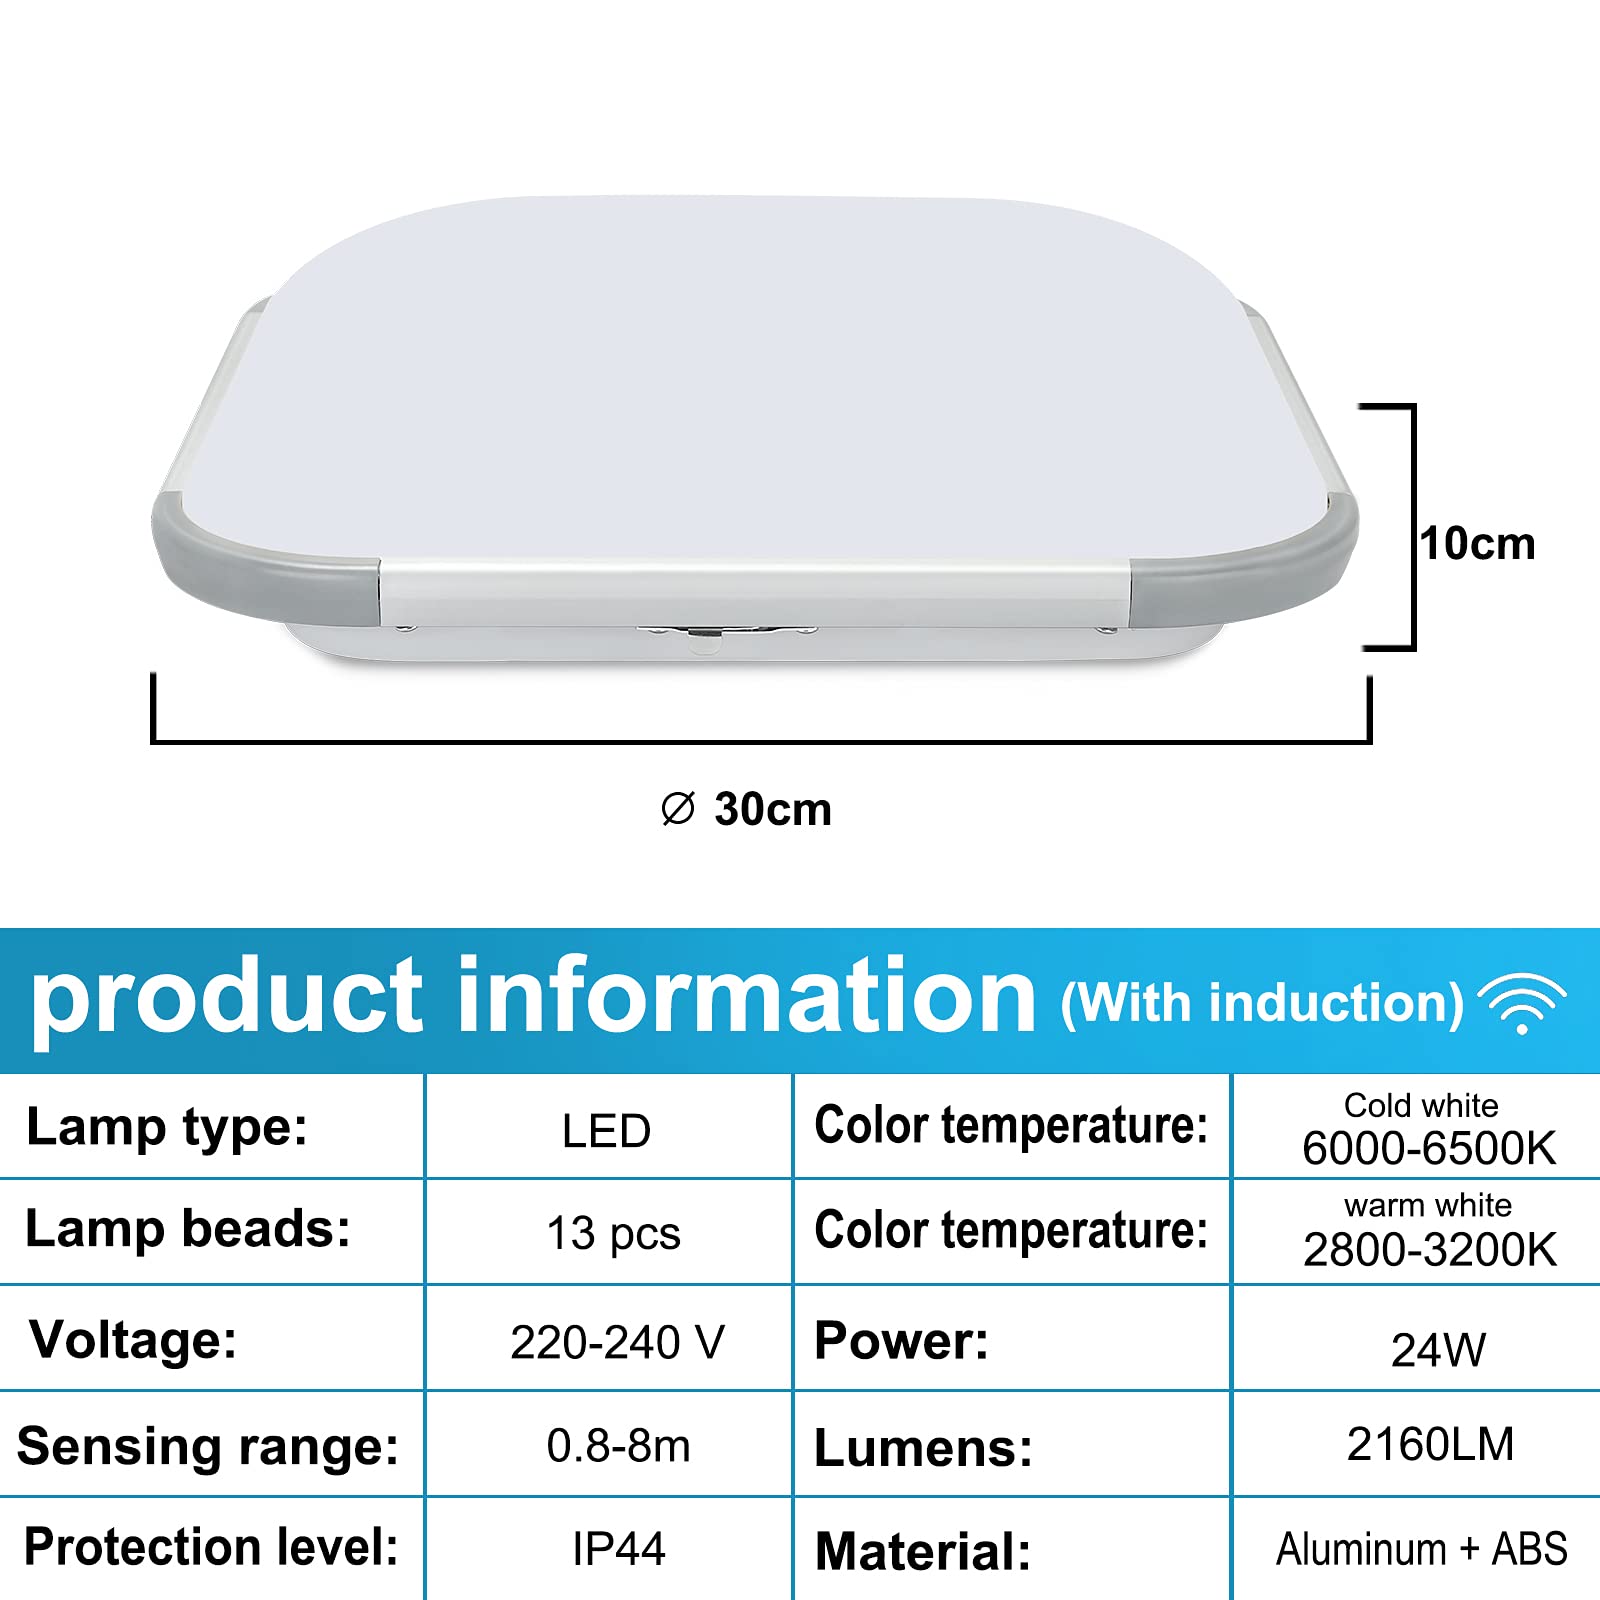 10cm
∅ 30cm
product information (With induction)
Lamp type: LED Color temperature: Cold white
6000-6500K
Lamp beads: 13 pcs Color temperature: warm white
2800-3200K
Voltage: 220-240 V Power: 24W
Sensing range: 0.8-8m Lumens: 2160LM
Protection level: IP44 Material: Aluminum + ABS